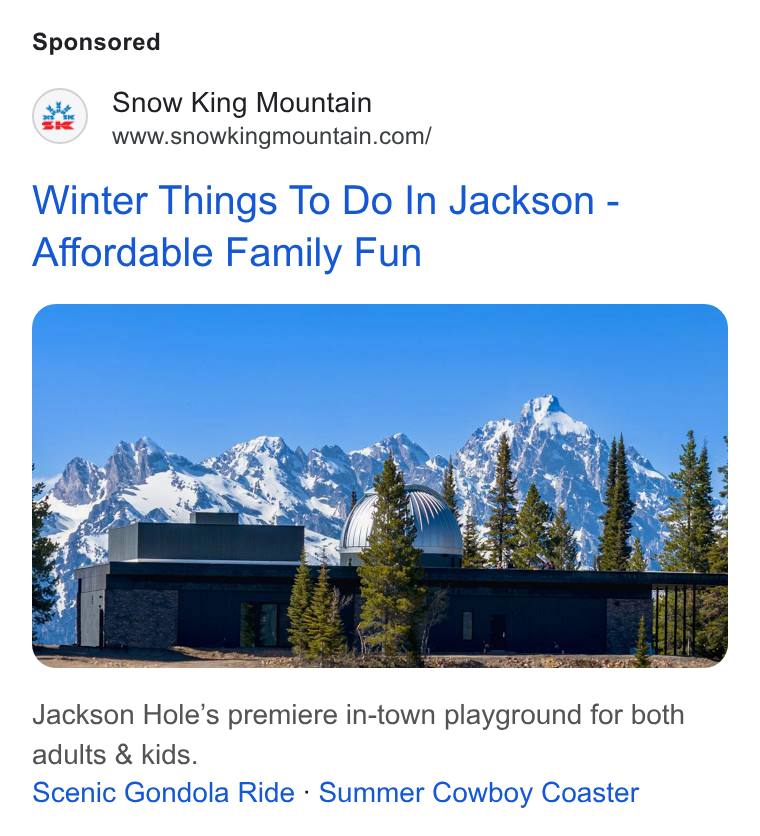 Sponsored
SK
Snow King Mountain
www.snowkingmountain.com/
Winter Things To Do In Jackson -
Affordable Family Fun
Jackson Hole’s premiere in-town playground for both
adults & kids.
Scenic Gondola Ride · Summer Cowboy Coaster